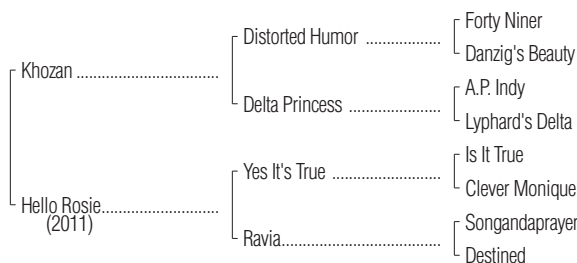 Forty Niner
Distorted Humor
Danzig's Beauty
Khozan
A.P. Indy
Delta Princess
Lyphard's Delta
Is It True
Yes It's True
Clever Monique
Hello Rosie
(2011)
Songandaprayer
Ravia
Destined